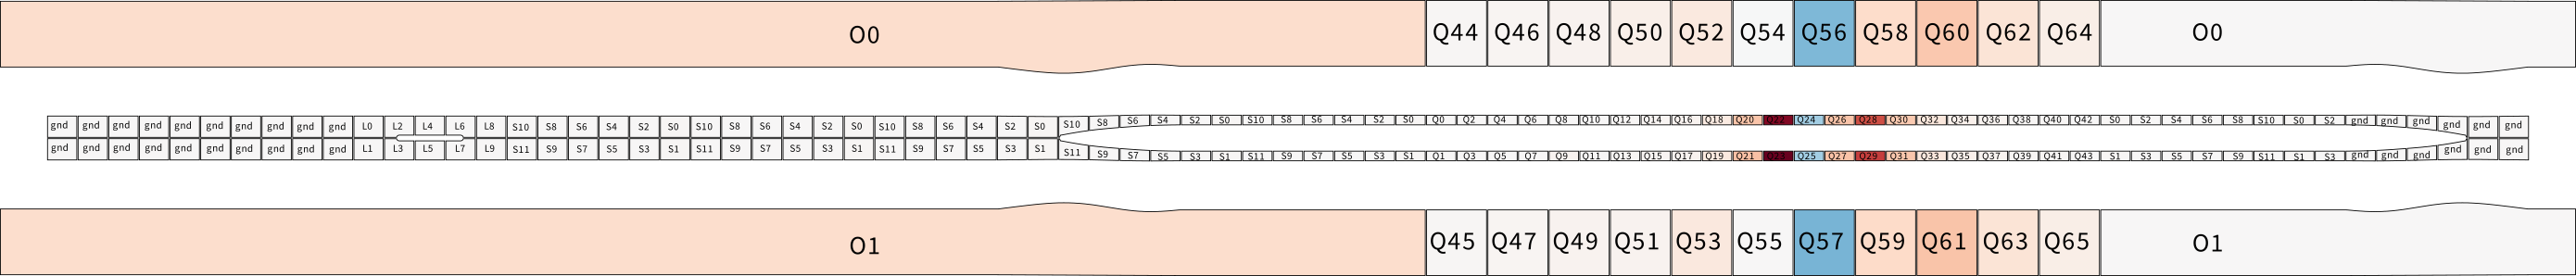 O0 Q44 Q46 Q48 Q50 Q52 Q54 Q56 Q58 Q60 Q62 Q64 O0
gnd gnd gnd gnd gnd gnd gnd gnd gnd gnd L0 L2 L4 L6 L8 S10 S8 S6 S4 S2 S0 S10 S8 S6 S4 S2 S0 S10 S8 S6 S4 S2 S0 S10 S8 S6 S4 S2 S0 S10 S8 S6 S4 S2 S0 Q0 Q2 Q4 Q6 Q8 Q10 Q12 Q14 Q16 Q18 Q20 Q22 Q24 Q26 Q28 Q30 Q32 Q34 Q36 Q38 Q40 Q42 S0 S2 S4 S6 S8 S10 S0 S2 gnd gnd gnd gnd gnd gnd
gnd gnd gnd gnd gnd gnd gnd gnd gnd gnd L1 L3 L5 L7 L9 S11 S9 S7 S5 S3 S1 S11 S9 S7 S5 S3 S1 S11 S9 S7 S5 S3 S1 S11 S9 S7 S5 S3 S1 S11 S9 S7 S5 S3 S1 Q1 Q3 Q5 Q7 Q9 Q11 Q13 Q15 Q17 Q19 Q21 Q23 Q25 Q27 Q29 Q31 Q33 Q35 Q37 Q39 Q41 Q43 S1 S3 S5 S7 S9 S11 S1 S3 gnd gnd gnd gnd gnd gnd
O1 Q45 Q47 Q49 Q51 Q53 Q55 Q57 Q59 Q61 Q63 Q65 O1